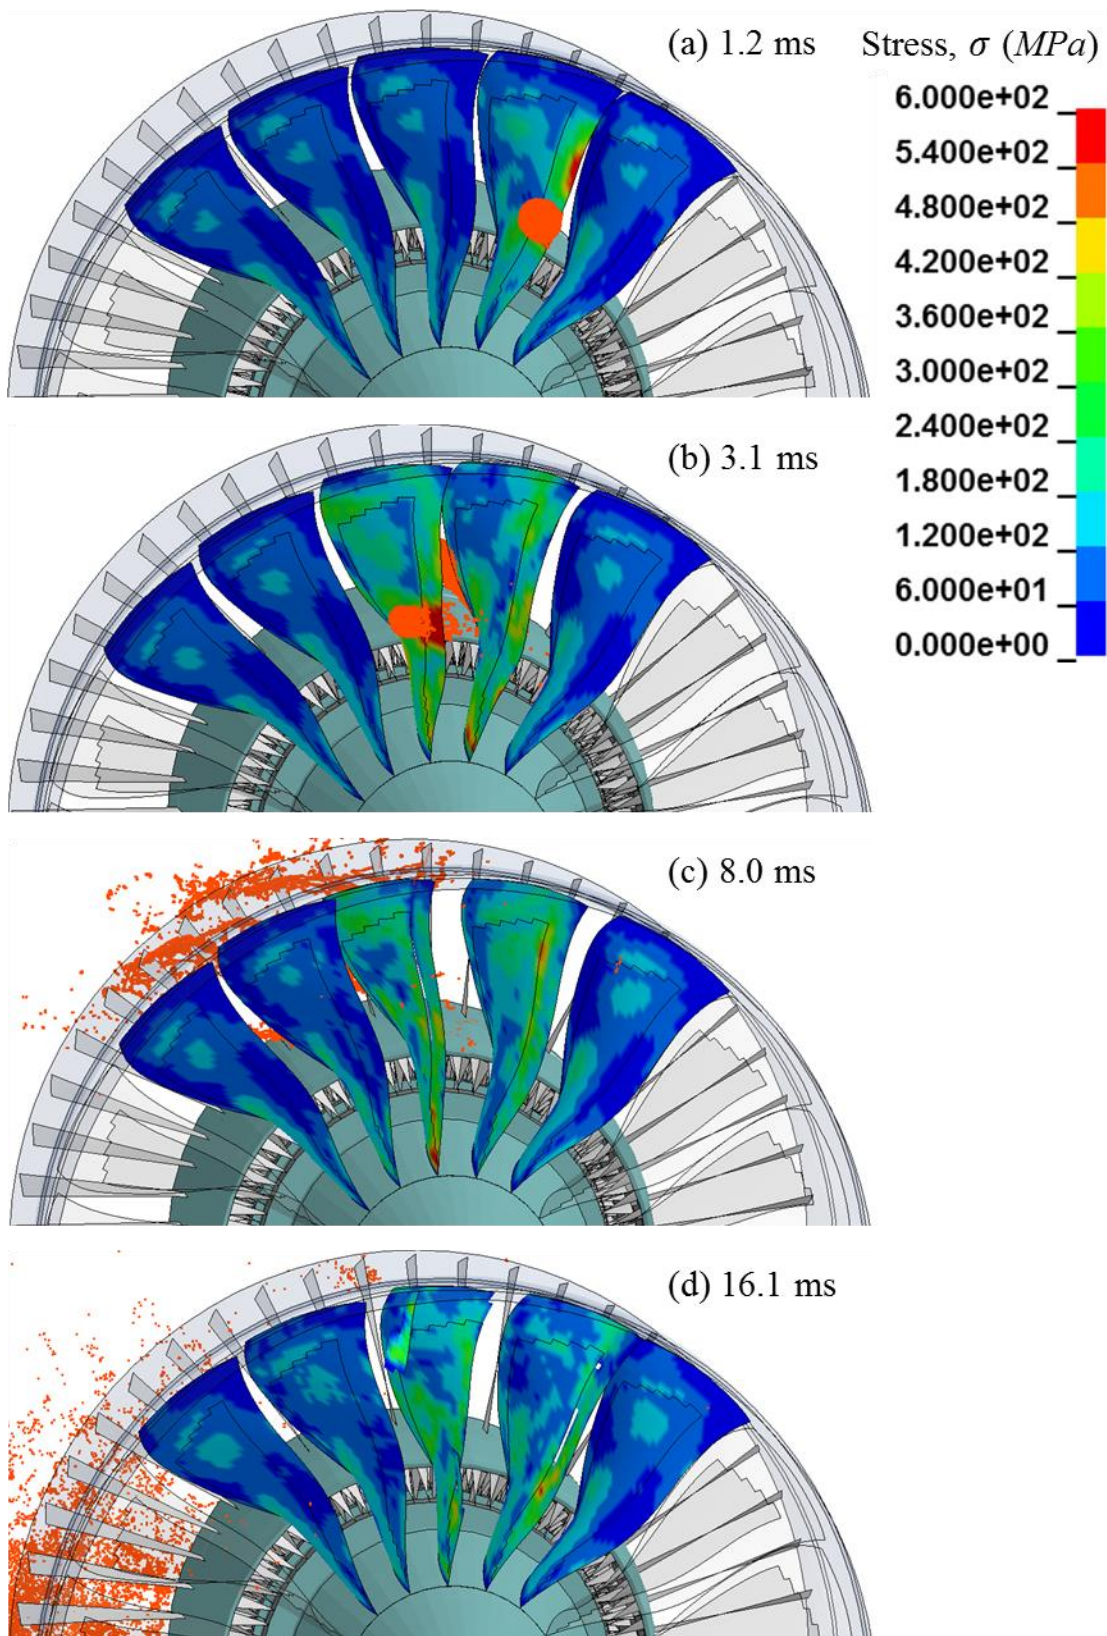 (a) 1.2 ms
Stress, σ (MPa)
6.000e+02
5.400e+02
4.800e+02
4.200e+02
3.600e+02
3.000e+02
2.400e+02
1.800e+02
1.200e+02
6.000e+01
0.000e+00
(b) 3.1 ms
(c) 8.0 ms
(d) 16.1 ms